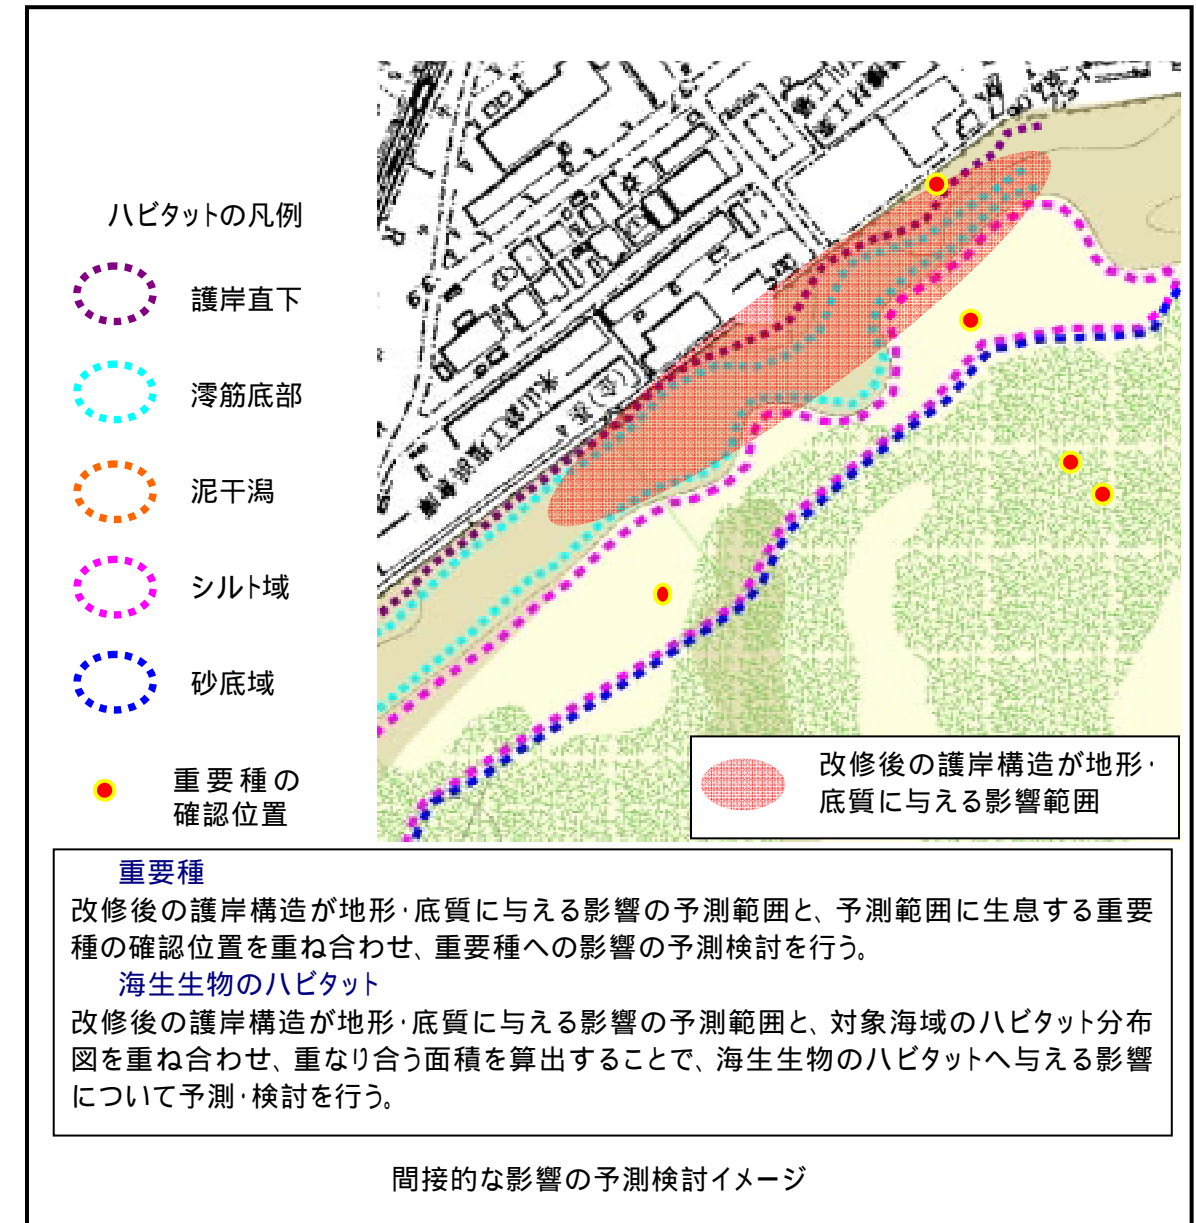 ハビタットの凡例
護岸直下
澪筋底部
泥干潟
シルト域
砂底域
重要種の
確認位置
改修後の護岸構造が地形・
底質に与える影響範囲
重要種
改修後の護岸構造が地形・底質に与える影響の予測範囲と、予測範囲に生息する重要
種の確認位置を重ね合わせ、重要種への影響の予測検討を行う。
海生生物のハビタット
改修後の護岸構造が地形・底質に与える影響の予測範囲と、対象海域のハビタット分布
図を重ね合わせ、重なり合う面積を算出することで、海生生物のハビタットへ与える影響
について予測・検討を行う。
間接的な影響の予測検討イメージ